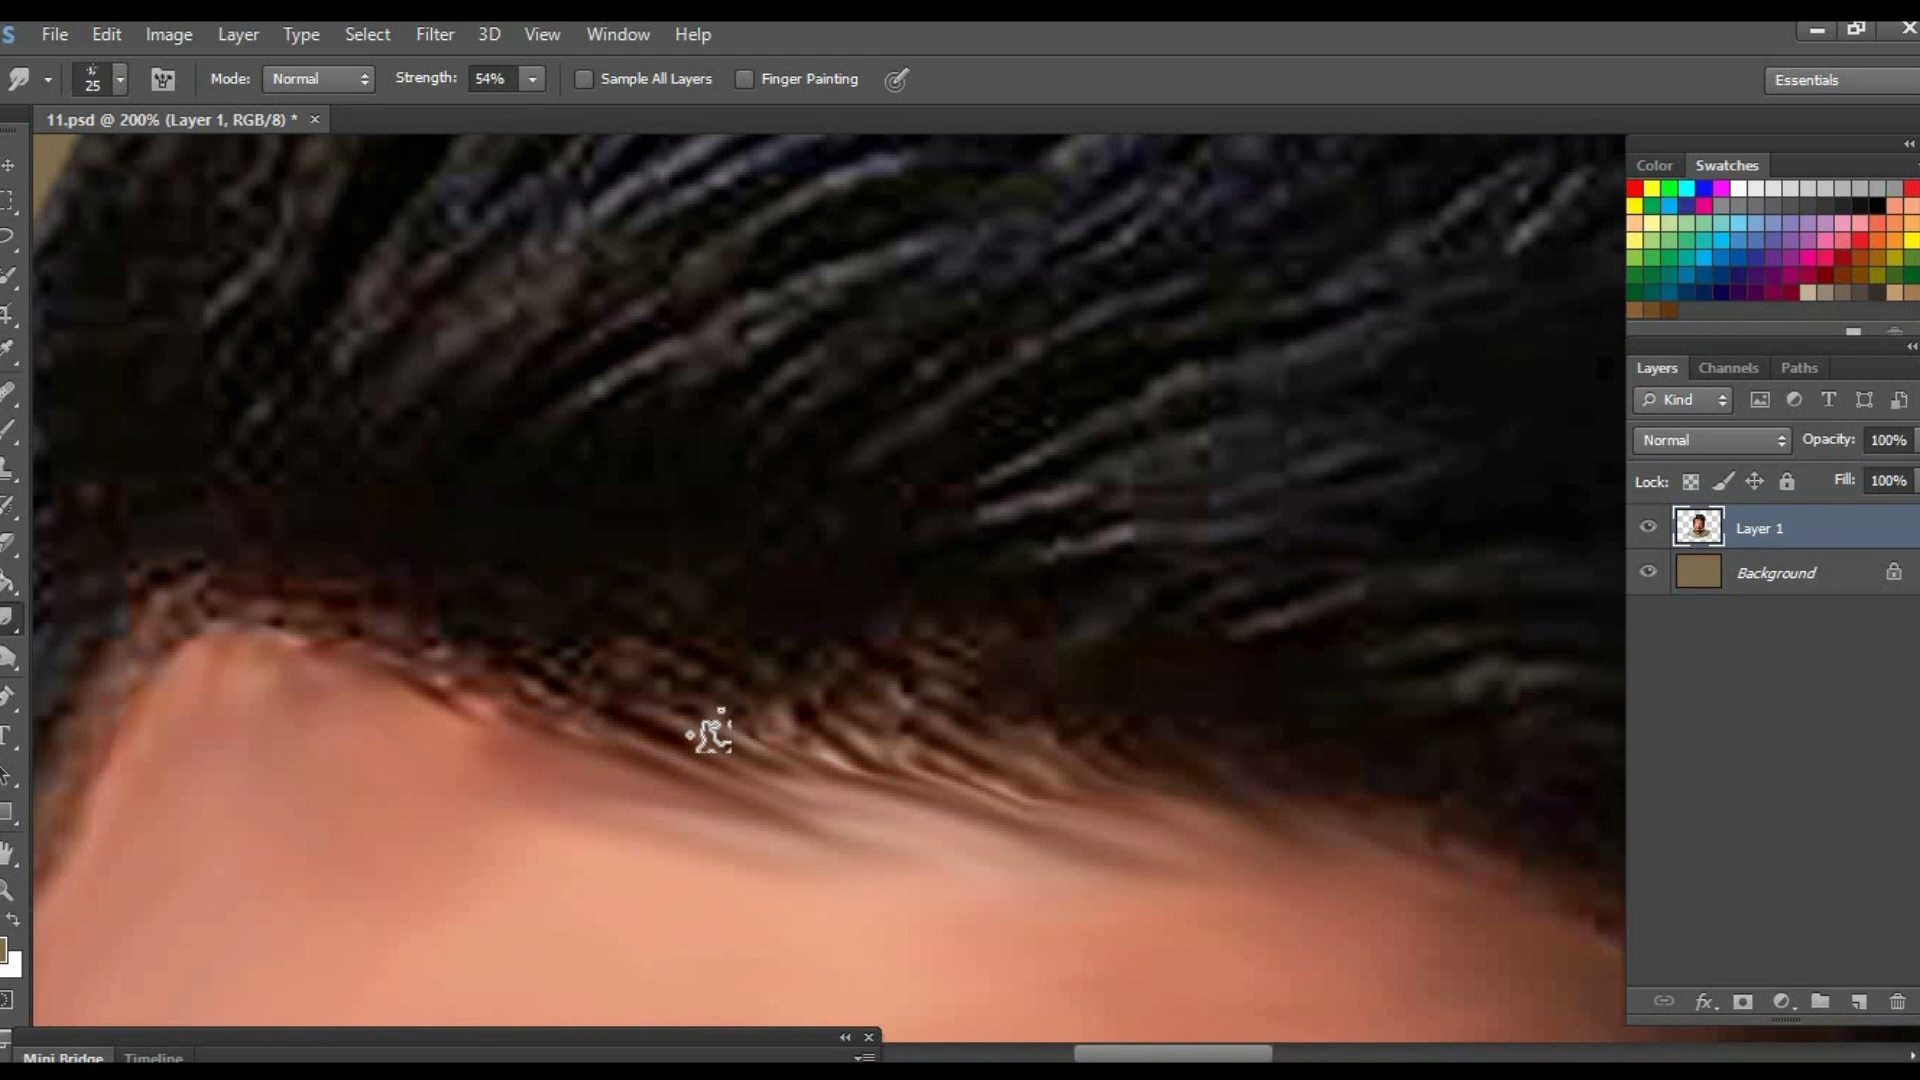 File Edit Image Layer Type Select Filter 3D View Window Help
25 Mode: Normal Strength: 54% Sample All Layers Finger Painting Essentials
11.psd @ 200% (Layer 1, RGB/8) * ×
Color Swatches
Layers Channels Paths
Kind
Normal Opacity: 100%
Lock: Fill: 100%
Layer 1
Background
fx
Mini Bridge Timeline